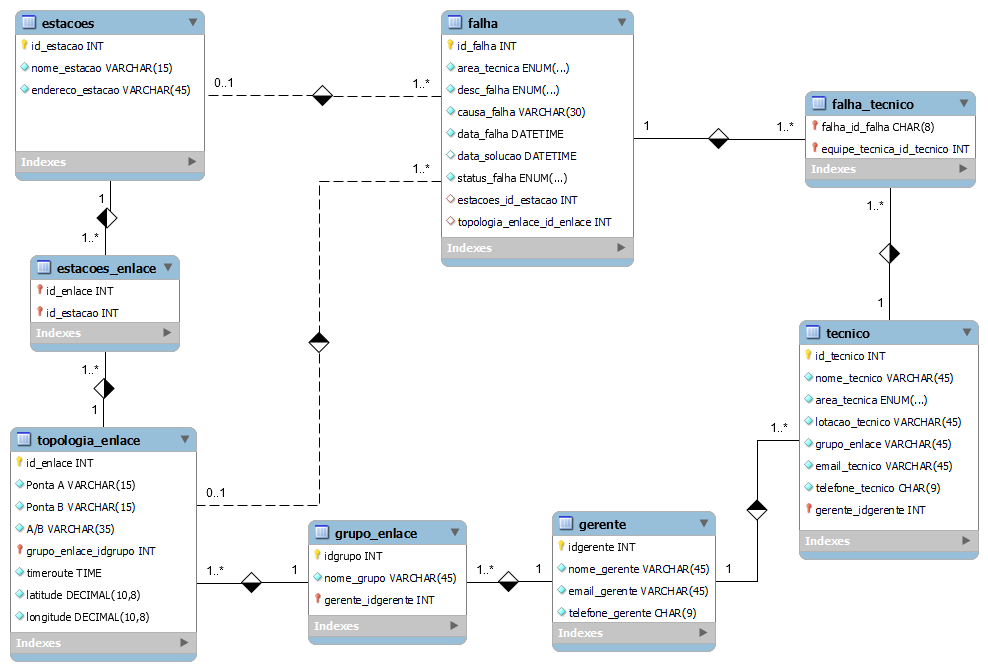 estacoes
id_estacao INT
nome_estacao VARCHAR(15)
endereco_estacao VARCHAR(45)
Indexes
0..1
1..*
falha
id_falha INT
area_tecnica ENUM(...)
desc_falha ENUM(...)
causa_falha VARCHAR(30)
data_falha DATETIME
data_solucao DATETIME
status_falha ENUM(...)
estacoes_id_estacao INT
topologia_enlace_id_enlace INT
Indexes
1
1..*
falha_tecnico
falha_id_falha CHAR(8)
equipe_tecnica_id_tecnico INT
Indexes
1..*
1
1
1..*
1..*
estacoes_enlace
id_enlace INT
id_estacao INT
Indexes
1..*
1
tecnico
id_tecnico INT
nome_tecnico VARCHAR(45)
area_tecnica ENUM(...)
lotacao_tecnico VARCHAR(45)
grupo_enlace VARCHAR(45)
email_tecnico VARCHAR(45)
telefone_tecnico CHAR(9)
gerente_idgerente INT
Indexes
1..*
topologia_enlace
id_enlace INT
Ponta A VARCHAR(15)
Ponta B VARCHAR(15)
A/B VARCHAR(35)
grupo_enlace_idgrupo INT
timeroute TIME
latitude DECIMAL(10,8)
longitude DECIMAL(10,8)
Indexes
0..1
1..*
1
grupo_enlace
idgrupo INT
nome_grupo VARCHAR(45)
gerente_idgerente INT
Indexes
1..*
1
gerente
idgerente INT
nome_gerente VARCHAR(45)
email_gerente VARCHAR(45)
telefone_gerente CHAR(9)
Indexes
1